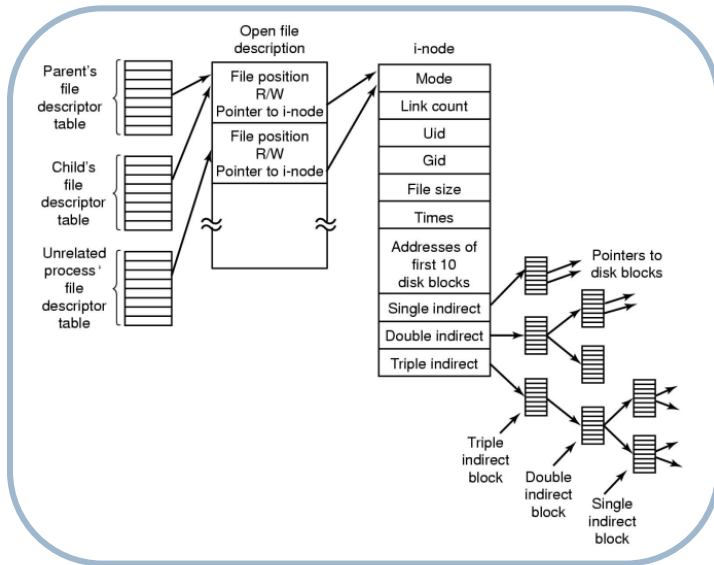 Open file
description
i-node
Parent's
file
descriptor
table
File position
R/W
Pointer to i-node
File position
R/W
Pointer to i-node
Child's
file
descriptor
table
Unrelated
process'
file
descriptor
table
Mode
Link count
Uid
Gid
File size
Times
Addresses of
first 10
disk blocks
Single indirect
Double indirect
Triple indirect
Pointers to
disk blocks
Triple
indirect
block
Double
indirect
block
Single
indirect
block